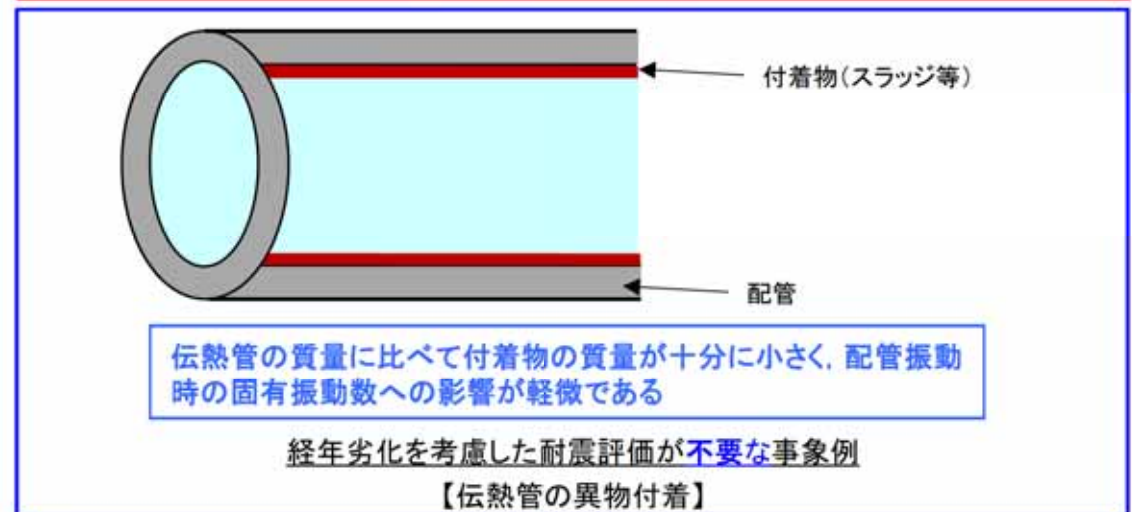 付着物(スラッジ等)
配管
伝熱管の質量に比べて付着物の質量が十分に小さく，配管振動
時の固有振動数への影響が軽微である
経年劣化を考慮した耐震評価が不要な事象例
【伝熱管の異物付着】